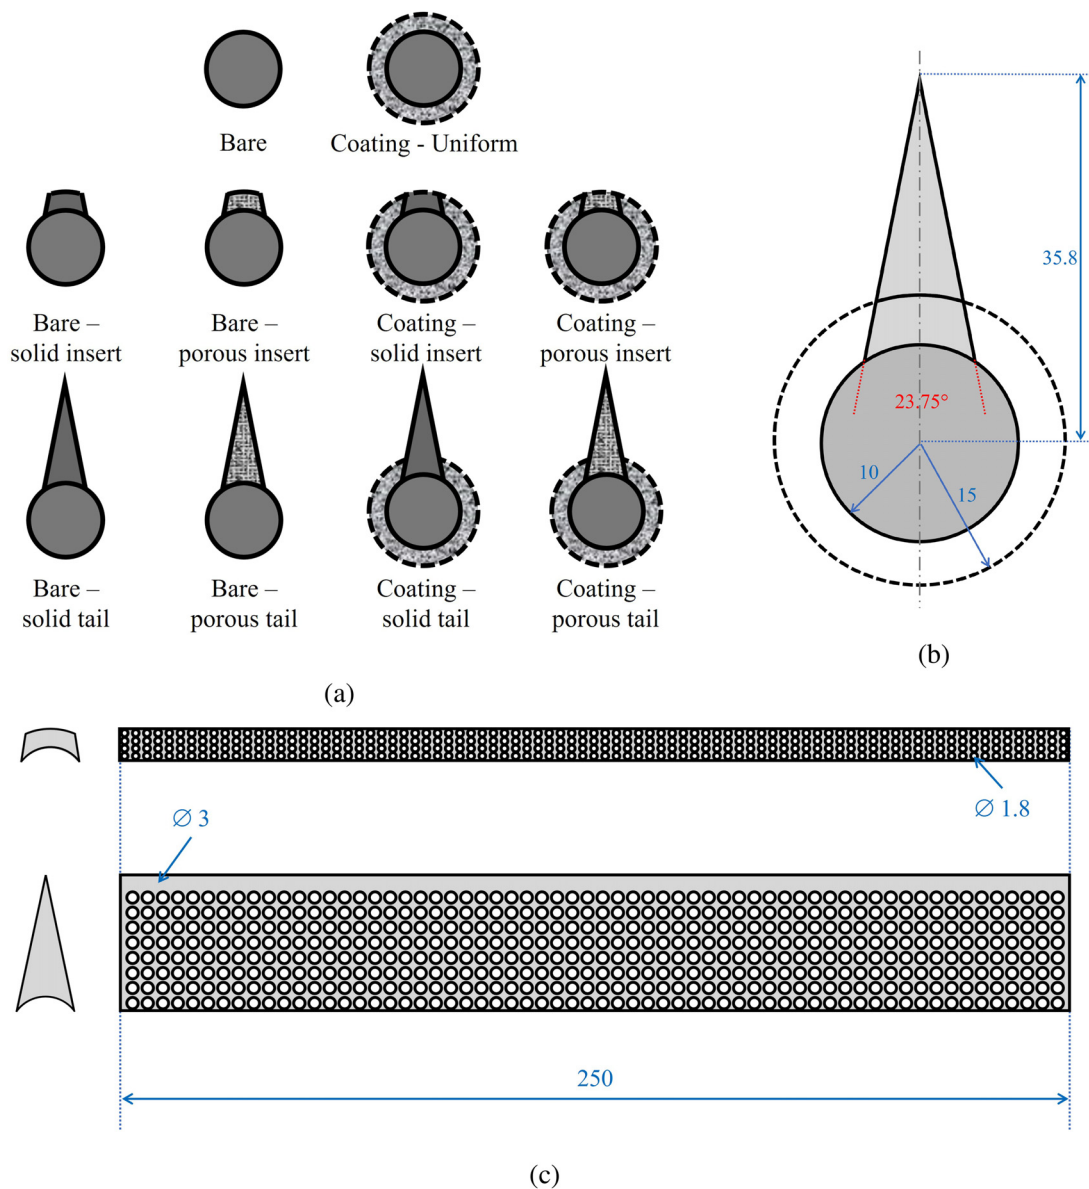 Bare
Coating - Uniform
Bare –
solid insert
Bare –
porous insert
Coating –
solid insert
Coating –
porous insert
Bare –
solid tail
Bare –
porous tail
Coating –
solid tail
Coating –
porous tail
(a)
35.8
23.75°
10
15
(b)
∅ 1.8
∅ 3
250
(c)